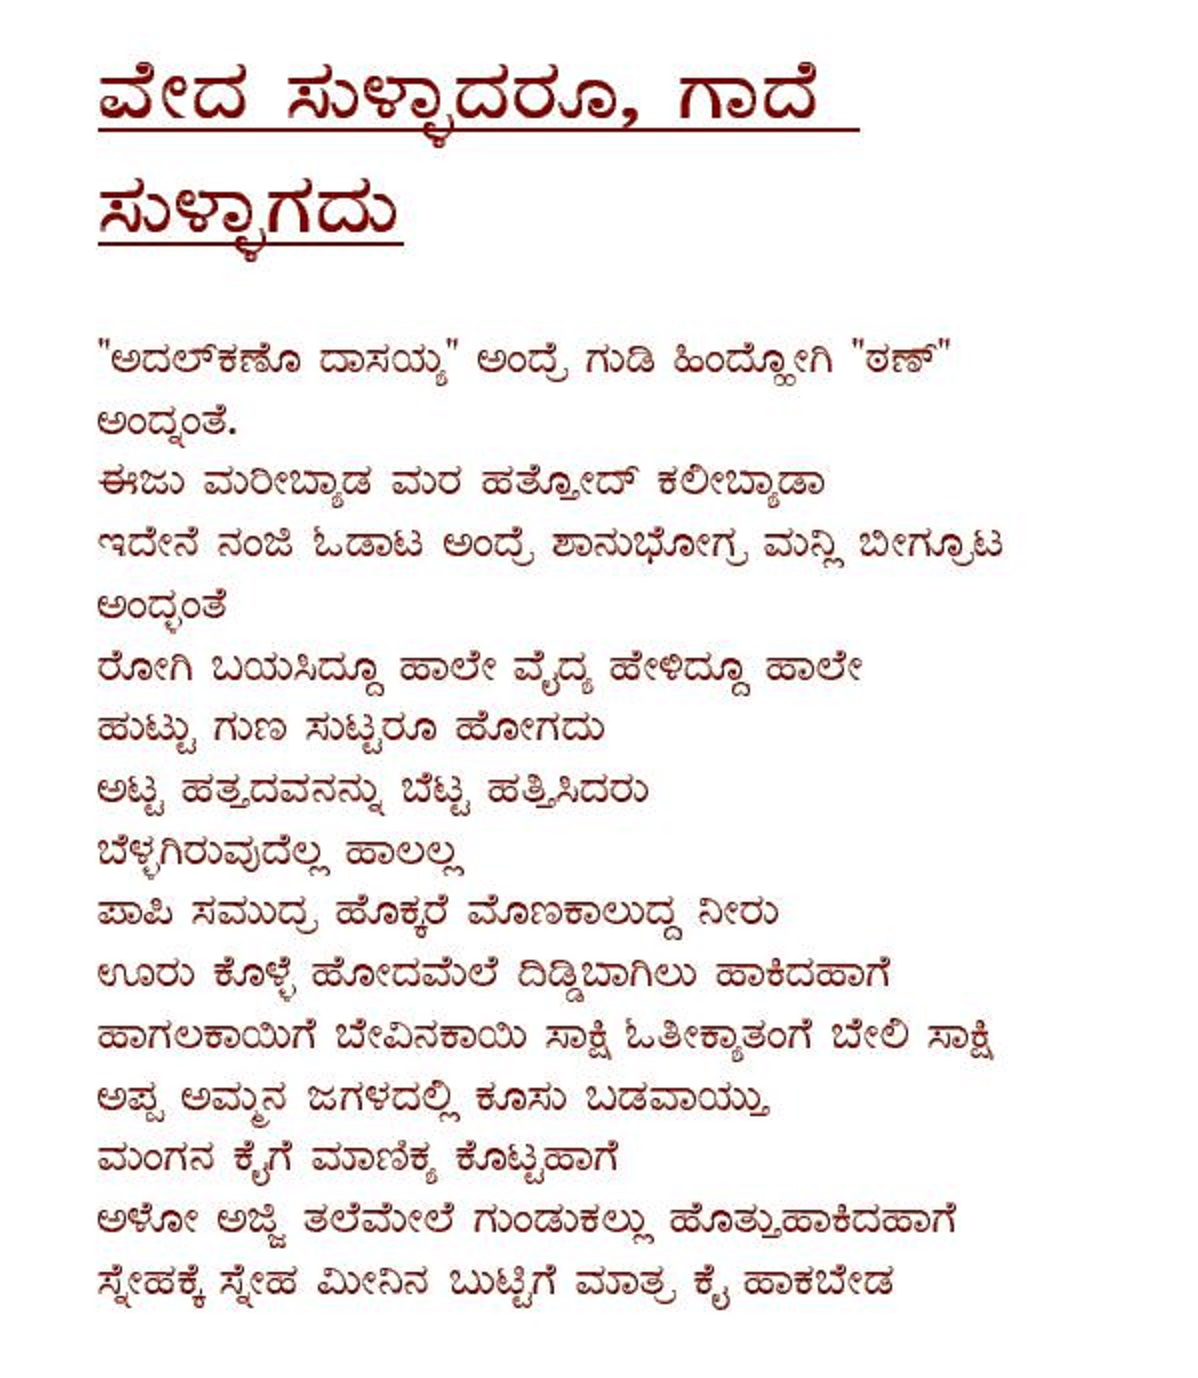 ವೇದ ಸುಳ್ಳಾದರೂ, ಗಾದೆ
ಸುಳ್ಳಾಗದು
"ಅದಲ್‌ಕಣೊ ದಾಸಯ್ಯ" ಅಂದ್ರೆ ಗುಡಿ ಹಿಂದ್ಹೋಗಿ "ಠಣ್"
ಅಂದ್ನಂತೆ.
ಈಜು ಮರೀಬ್ಯಾಡ ಮರ ಹತ್ತೋದ್ ಕಲೀಬ್ಯಾಡಾ
ಇದೇನೆ ನಂಜಿ ಓಡಾಟ ಅಂದ್ರೆ ಶಾನುಭೋಗ್ರ ಮನ್ಲಿ ಬೀಗ್ರೂಟ
ಅಂದ್ಳಂತೆ
ರೋಗಿ ಬಯಸಿದ್ದೂ ಹಾಲೇ ವೈದ್ಯ ಹೇಳಿದ್ದೂ ಹಾಲೇ
ಹುಟ್ಟು ಗುಣ ಸುಟ್ಟರೂ ಹೋಗದು
ಅಟ್ಟ ಹತ್ತದವನನ್ನು ಬೆಟ್ಟ ಹತ್ತಿಸಿದರು
ಬೆಳ್ಳಗಿರುವುದೆಲ್ಲ ಹಾಲಲ್ಲ
ಪಾಪಿ ಸಮುದ್ರ ಹೊಕ್ಕರೆ ಮೊಣಕಾಲುದ್ದ ನೀರು
ಊರು ಕೊಳ್ಳೆ ಹೋದಮೆಲೆ ದಿಡ್ಡಿಬಾಗಿಲು ಹಾಕಿದಹಾಗೆ
ಹಾಗಲಕಾಯಿಗೆ ಬೇವಿನಕಾಯಿ ಸಾಕ್ಷಿ ಓತೀಕ್ಯಾತಂಗೆ ಬೇಲಿ ಸಾಕ್ಷಿ
ಅಪ್ಪ ಅಮ್ಮನ ಜಗಳದಲ್ಲಿ ಕೂಸು ಬಡವಾಯ್ತು
ಮಂಗನ ಕೈಗೆ ಮಾಣಿಕ್ಯ ಕೊಟ್ಟಹಾಗೆ
ಅಳೋ ಅಜ್ಜಿ ತಲೆಮೇಲೆ ಗುಂಡುಕಲ್ಲು ಹೊತ್ತುಹಾಕಿದಹಾಗೆ
ಸ್ನೇಹಕ್ಕೆ ಸ್ನೇಹ ಮೀನಿನ ಬುಟ್ಟಿಗೆ ಮಾತ್ರ ಕೈ ಹಾಕಬೇಡ